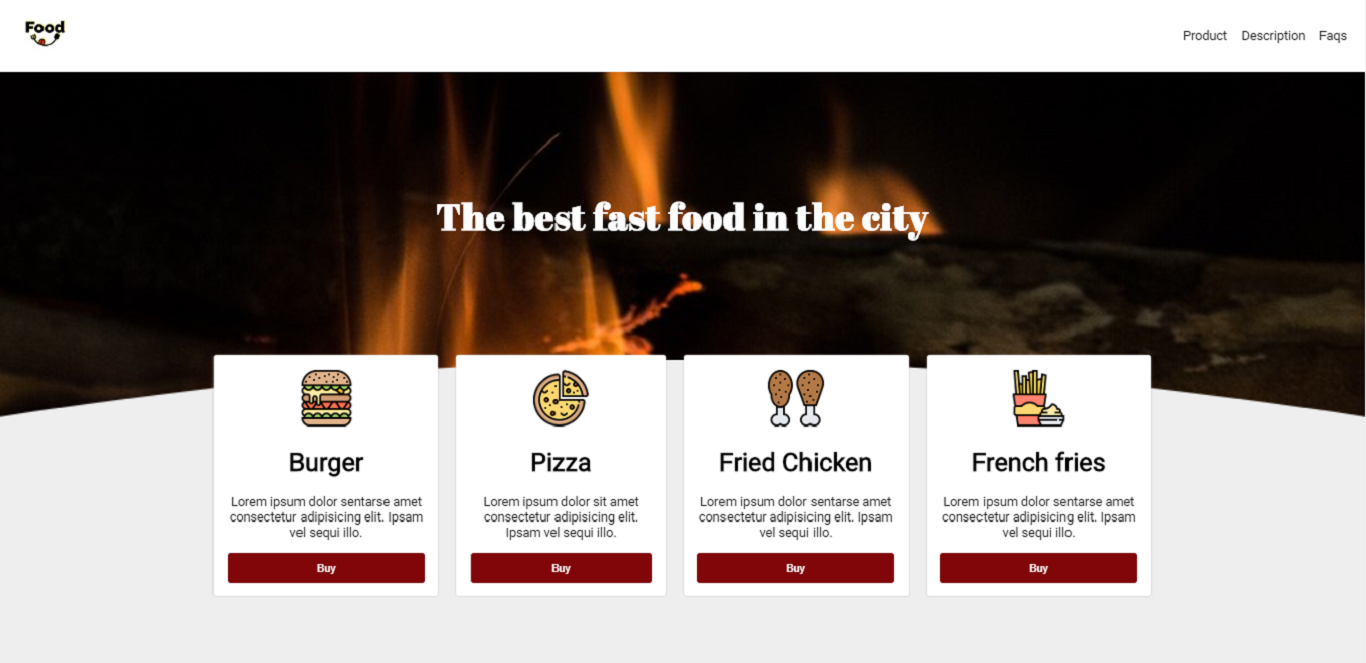 Food
Product
Description
Faqs
The best fast food in the city
Burger
Lorem ipsum dolor sentarse amet
consectetur adipisicing elit. Ipsam
vel sequi illo.
Buy
Pizza
Lorem ipsum dolor sit amet
consectetur adipisicing elit.
Ipsam vel sequi illo.
Buy
Fried Chicken
Lorem ipsum dolor sentarse amet
consectetur adipisicing elit. Ipsam
vel sequi illo.
Buy
French fries
Lorem ipsum dolor sentarse amet
consectetur adipisicing elit. Ipsam
vel sequi illo.
Buy